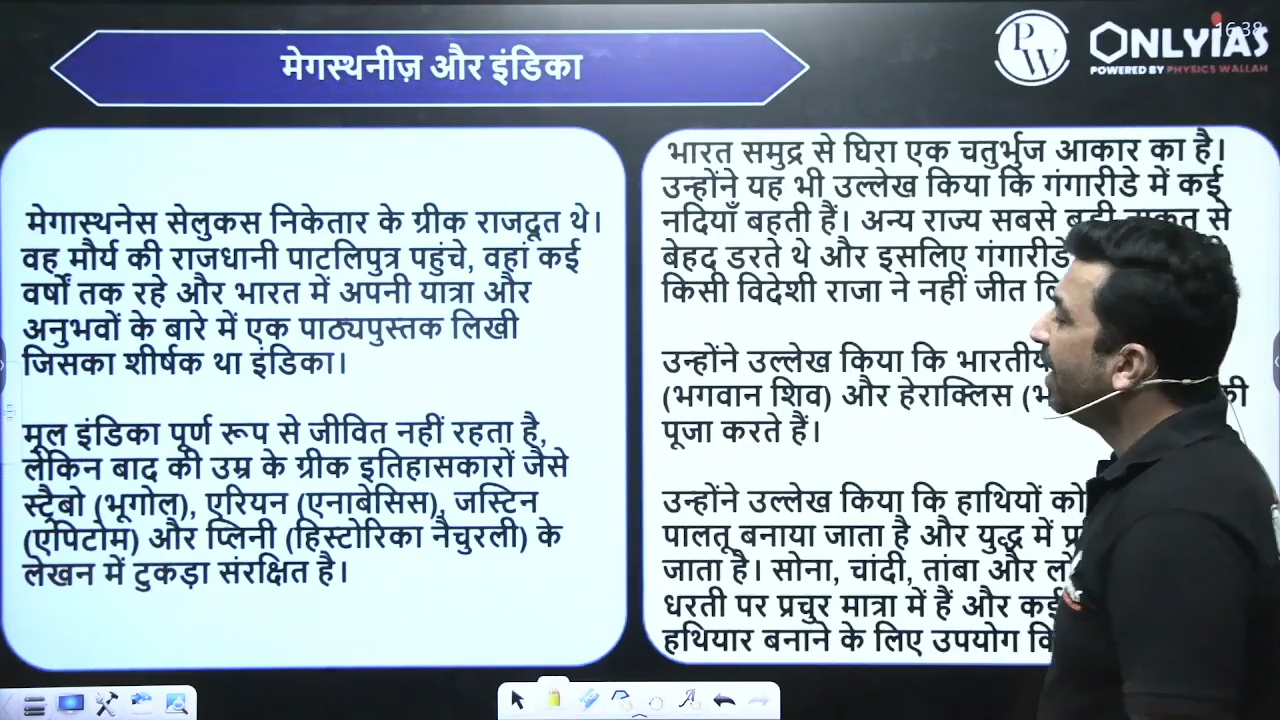 16:38
मेगस्थनीज़ और इंडिका
PW
ONLYIAS
POWERED BY PHYSICS WALLAH
मेगास्थनेस सेलुकस निकेतार के ग्रीक राजदूत थे।
वह मौर्य की राजधानी पाटलिपुत्र पहुंचे, वहां कई
वर्षों तक रहे और भारत में अपनी यात्रा और
अनुभवों के बारे में एक पाठ्यपुस्तक लिखी
जिसका शीर्षक था इंडिका।
मूल इंडिका पूर्ण रूप से जीवित नहीं रहता है,
लेकिन बाद की उम्र के ग्रीक इतिहासकारों जैसे
स्ट्रैबो (भूगोल), एरियन (एनाबेसिस), जस्टिन
(एपिटोम) और प्लिनी (हिस्टोरिका नैचुरली) के
लेखन में टुकड़ा संरक्षित है।
भारत समुद्र से घिरा एक चतुर्भुज आकार का है।
उन्होंने यह भी उल्लेख किया कि गंगारीडे में कई
नदियाँ बहती हैं। अन्य राज्य सबसे से
बेहद डरते थे और इसलिए गंगारीडे
किसी विदेशी राजा ने नहीं जीत
उन्होंने उल्लेख किया कि
(भगवान शिव) और हेराक्लिस की
पूजा करते हैं।
उन्होंने उल्लेख किया कि हाथियों को
पालतू बनाया जाता है और युद्ध में
जाता है। सोना, चांदी, तांबा और
धरती पर प्रचुर मात्रा में हैं और
हथियार बनाने के लिए उपयोग